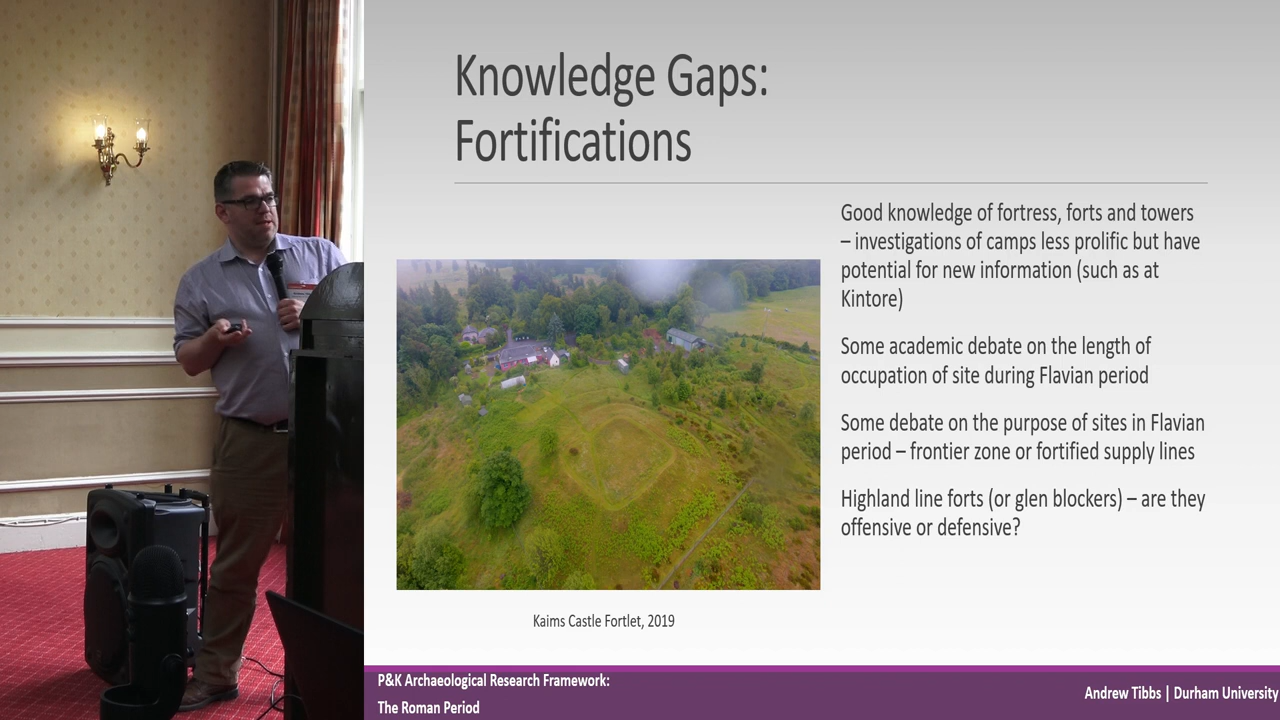 Knowledge Gaps:
Fortifications
Good knowledge of fortress, forts and towers
– investigations of camps less prolific but have
potential for new information (such as at
Kintore)
Some academic debate on the length of
occupation of site during Flavian period
Some debate on the purpose of sites in Flavian
period – frontier zone or fortified supply lines
Highland line forts (or glen blockers) – are they
offensive or defensive?
Kaims Castle Fortlet, 2019
P&K Archaeological Research Framework:
The Roman Period
Andrew Tibbs | Durham University